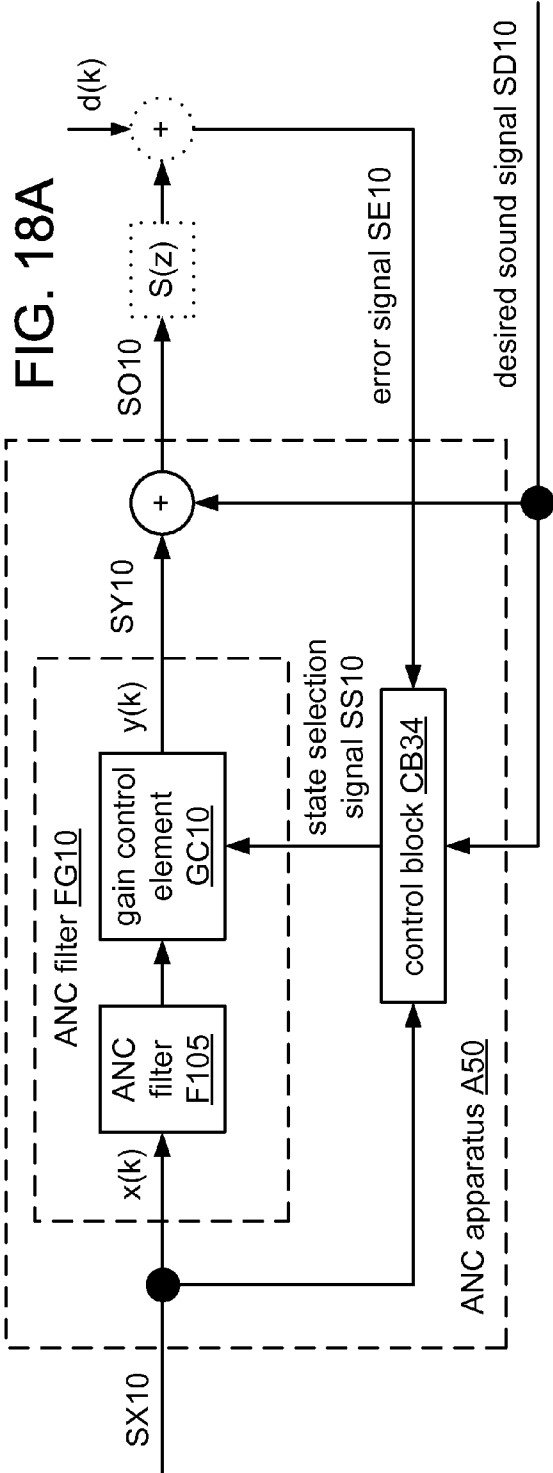 FIG. 18A
SX10
x(k)
ANC
filter
F105
ANC filter FG10
gain control
element
GC10
y(k)
SY10
+
SO10
S(z)
+
d(k)
state selection
signal SS10
control block CB34
error signal SE10
ANC apparatus A50
desired sound signal SD10